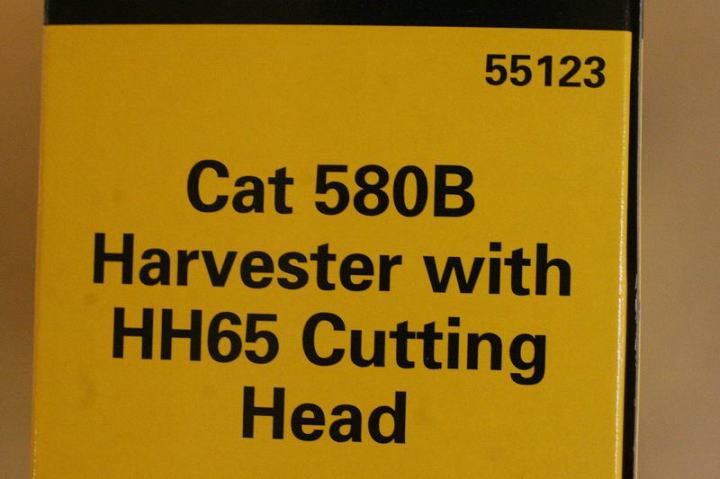 55123
Cat 580B
Harvester with
HH65 Cutting
Head